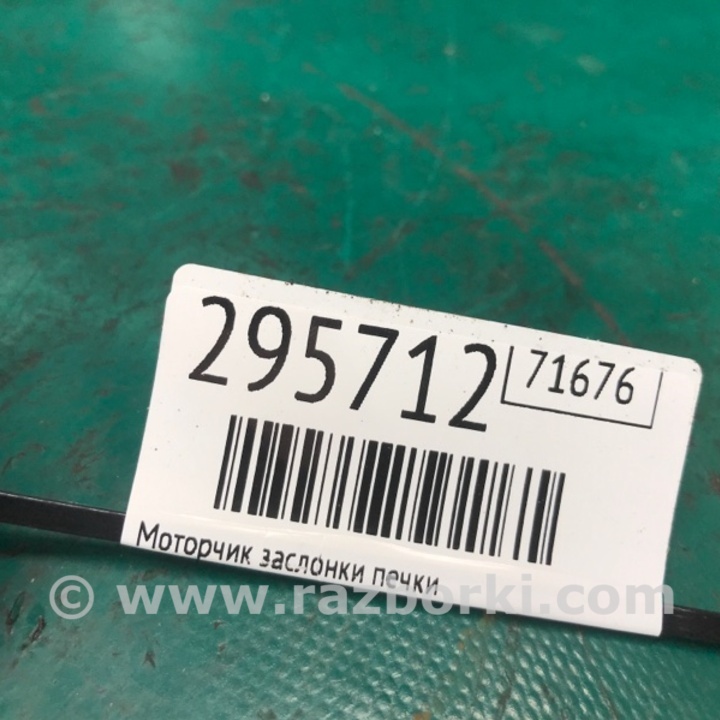 295712
71676
Моторчик заслонки печки
© www.razborki.com